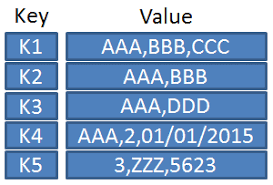 Key Value
K1 AAA,BBB,CCC
K2 AAA,BBB
K3 AAA,DDD
K4 AAA,2,01/01/2015
K5 3,ZZZ,5623